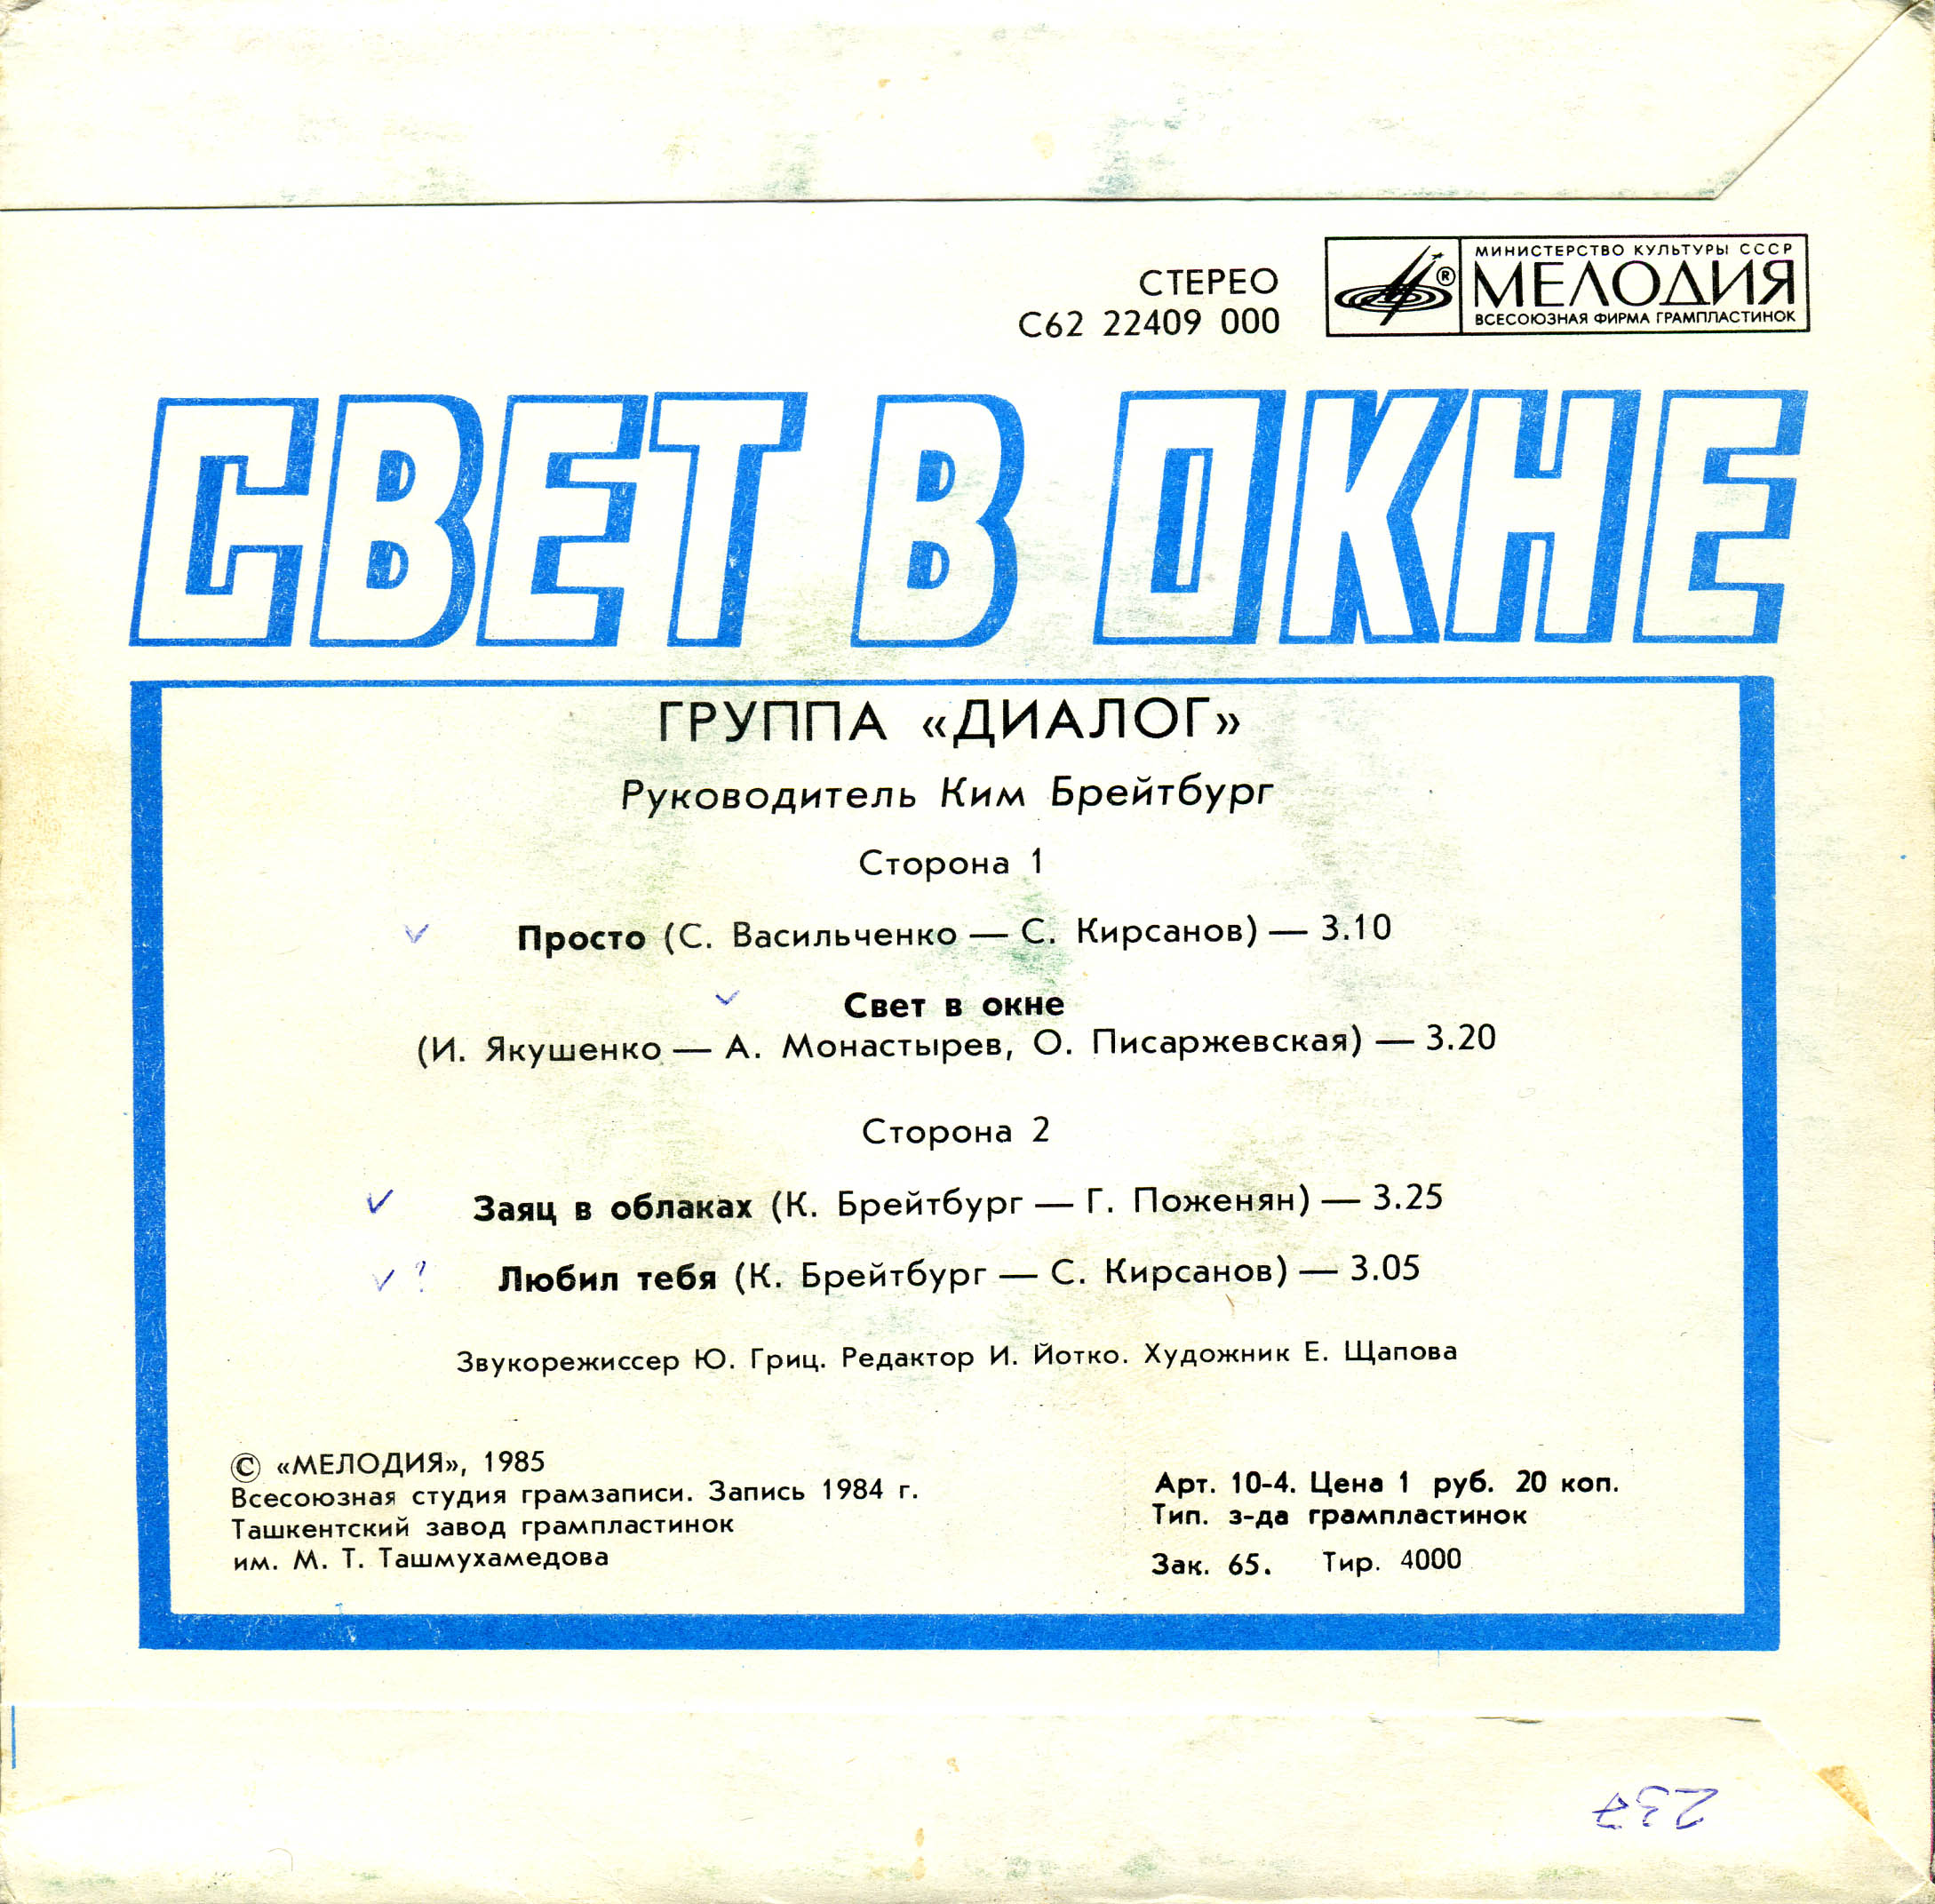 СТЕРЕО
С62 22409 000
®
МИНИСТЕРСТВО КУЛЬТУРЫ СССР
МЕЛОДИЯ
ВСЕСОЮЗНАЯ ФИРМА ГРАМПЛАСТИНОК
СВЕТ В ОКНЕ
ГРУППА «ДИАЛОГ»
Руководитель Ким Брейтбург
Сторона 1
Просто (С. Васильченко — С. Кирсанов) — 3.10
Свет в окне
(И. Якушенко — А. Монастырев, О. Писаржевская) — 3.20
Сторона 2
Заяц в облаках (К. Брейтбург — Г. Поженян) — 3.25
? Любил тебя (К. Брейтбург — С. Кирсанов) — 3.05
Звукорежиссер Ю. Гриц. Редактор И. Йотко. Художник Е. Щапова
© «МЕЛОДИЯ», 1985
Всесоюзная студия грамзаписи. Запись 1984 г.
Ташкентский завод грампластинок
им. М. Т. Ташмухамедова
Арт. 10-4. Цена 1 руб. 20 коп.
Тип. з-да грампластинок
Зак. 65. Тир. 4000
237